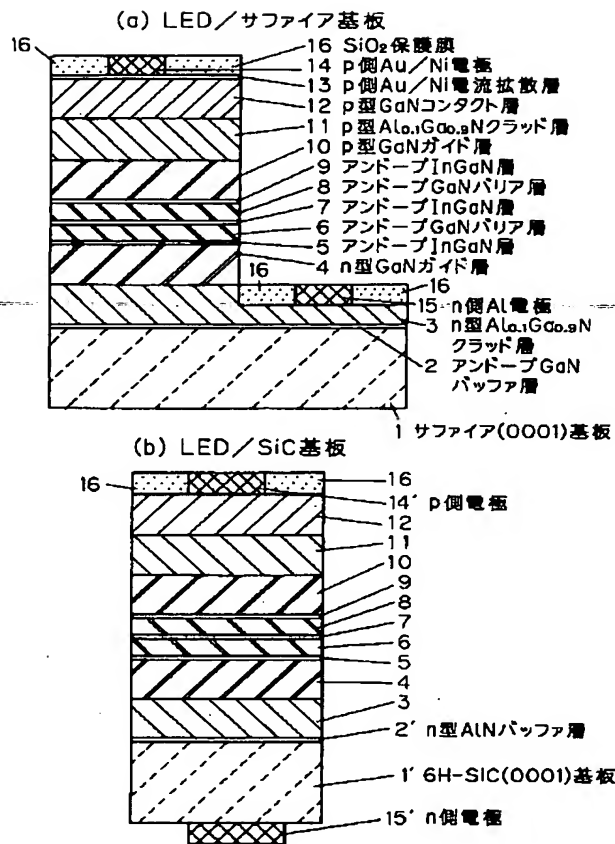 (a) LED／サファイア基板
16
16 SiO₂保護膜
14 p側Au／Ni電極
13 p側Au／Ni電流拡散層
12 p型GaNコンタクト層
11 p型Al₀.₁Ga₀.₉Nクラッド層
10 p型GaNガイド層
9 アンドープInGaN層
8 アンドープGaNバリア層
7 アンドープInGaN層
6 アンドープGaNバリア層
5 アンドープInGaN層
4 n型GaNガイド層
16
16
15 n側Al電極
3 n型Al₀.₁Ga₀.₉N
クラッド層
2 アンドープGaN
バッファ層
1 サファイア(0001)基板
(b) LED／SiC基板
16
16
14' p側電極
12
11
10
9
8
7
6
5
4
3
2' n型AlNバッファ層
1' 6H-SiC(0001)基板
15' n側電極